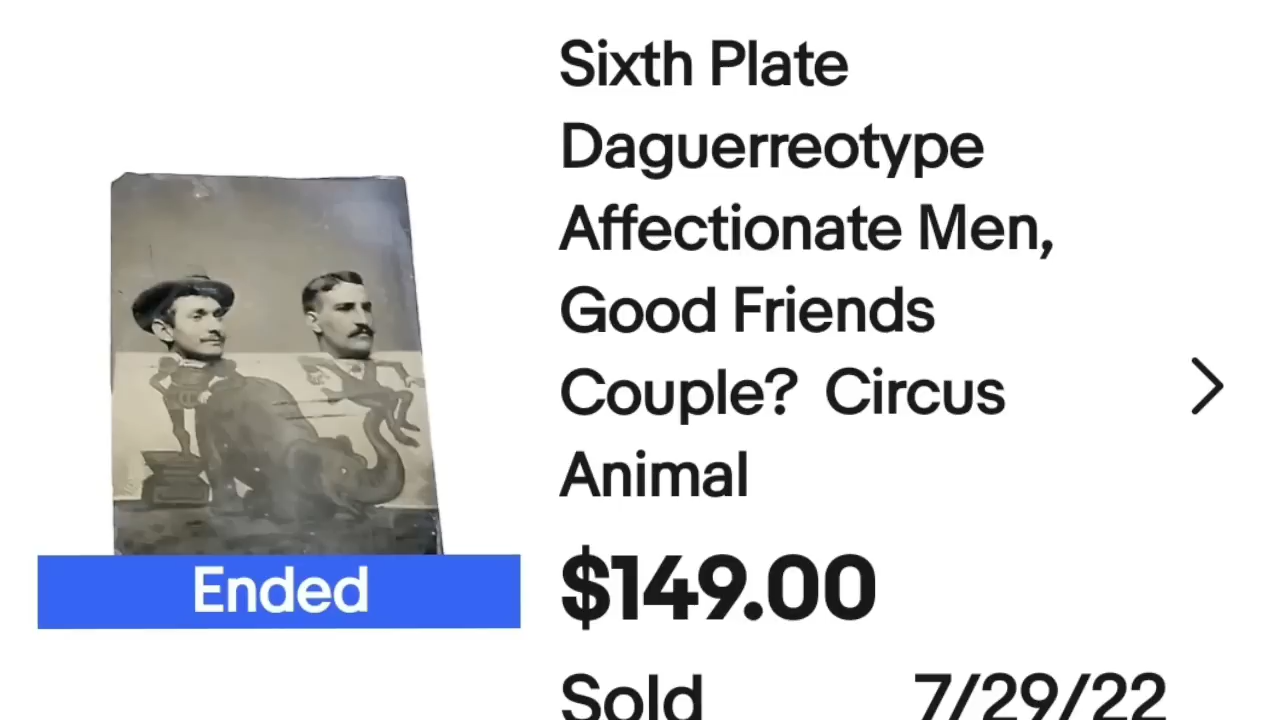 Sixth Plate
Daguerreotype
Affectionate Men,
Good Friends
Couple?  Circus
Animal
$149.00
Ended
Sold 7/29/22